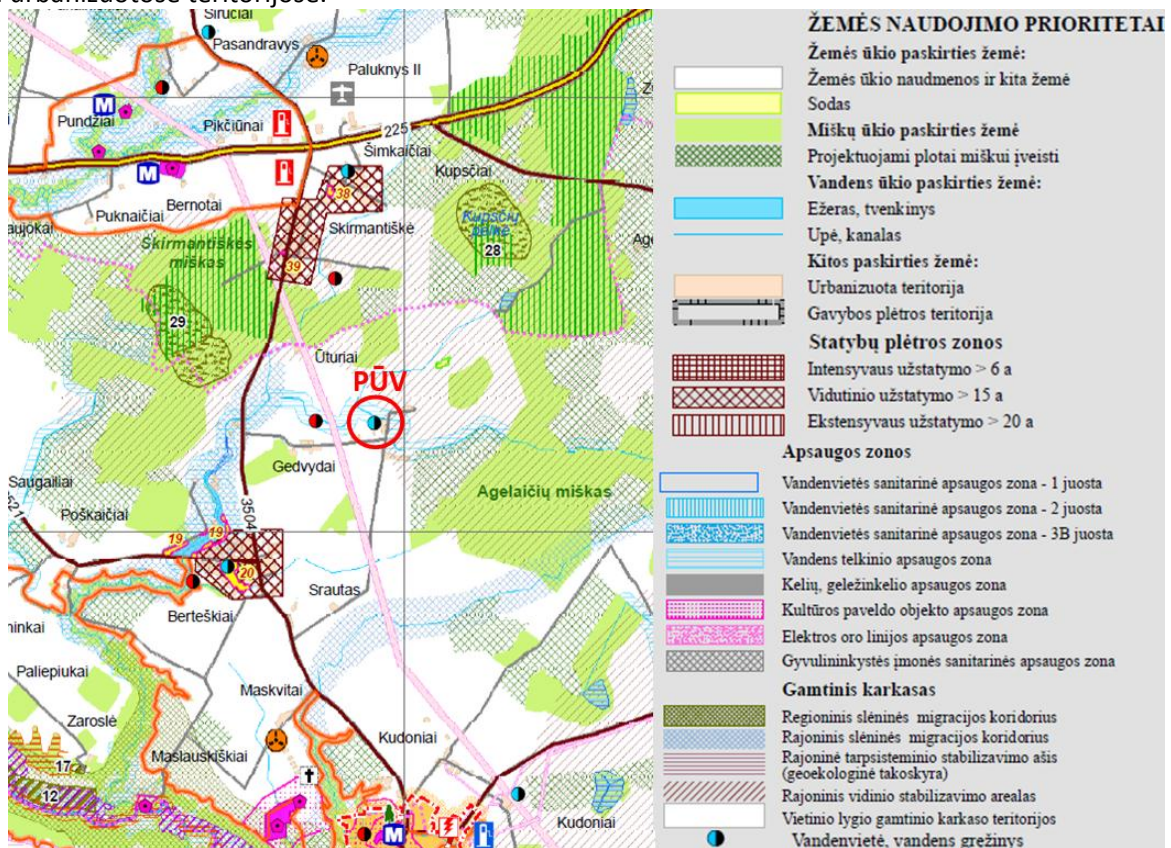 urbanizuotose teritorijose.
Siručiai
Pasandravys
Paluknys II
Pundžiai
Pikčiūnai
225
Šimkaičiai
Kupsčiai
Puknaičiai
Bernotai
38
Skirmantiškė
Kupsčių
pelkė
28
Skirmantiškės
miškas
39
29
Ūturiai
PŪV
Gedvydai
Agelaičių miškas
Saugailiai
Poškaičiai
3504
19
19
20
Srautas
Berteškiai
Paliepiukai
Maskvitai
Zaroslė
Kudoniai
Maslauskiškiai
17
12
Kudoniai
ŽEMĖS NAUDOJIMO PRIORITETAI
Žemės ūkio paskirties žemė:
Žemės ūkio naudmenos ir kita žemė
Sodas
Miškų ūkio paskirties žemė
Projektuojami plotai miškui įveisti
Vandens ūkio paskirties žemė:
Ežeras, tvenkinys
Upė, kanalas
Kitos paskirties žemė:
Urbanizuota teritorija
Gavybos plėtros teritorija
Statybų plėtros zonos
Intensyvaus užstatymo > 6 a
Vidutinio užstatymo > 15 a
Ekstensyvaus užstatymo > 20 a
Apsaugos zonos
Vandenvietės sanitarinė apsaugos zona - 1 juosta
Vandenvietės sanitarinė apsaugos zona - 2 juosta
Vandenvietės sanitarinė apsaugos zona - 3B juosta
Vandens telkinio apsaugos zona
Kelių, geležinkelio apsaugos zona
Kultūros paveldo objekto apsaugos zona
Elektros oro linijos apsaugos zona
Gyvulininkystės įmonės sanitarinės apsaugos zona
Gamtinis karkasas
Regioninis slėninės migracijos koridorius
Rajoninis slėninės migracijos koridorius
Rajoninė tarpsisteminio stabilizavimo ašis
(geoekologinė takoskyra)
Rajoninis vidinio stabilizavimo arealas
Vietinio lygio gamtinio karkaso teritorijos
Vandenvietė, vandens gręžinys